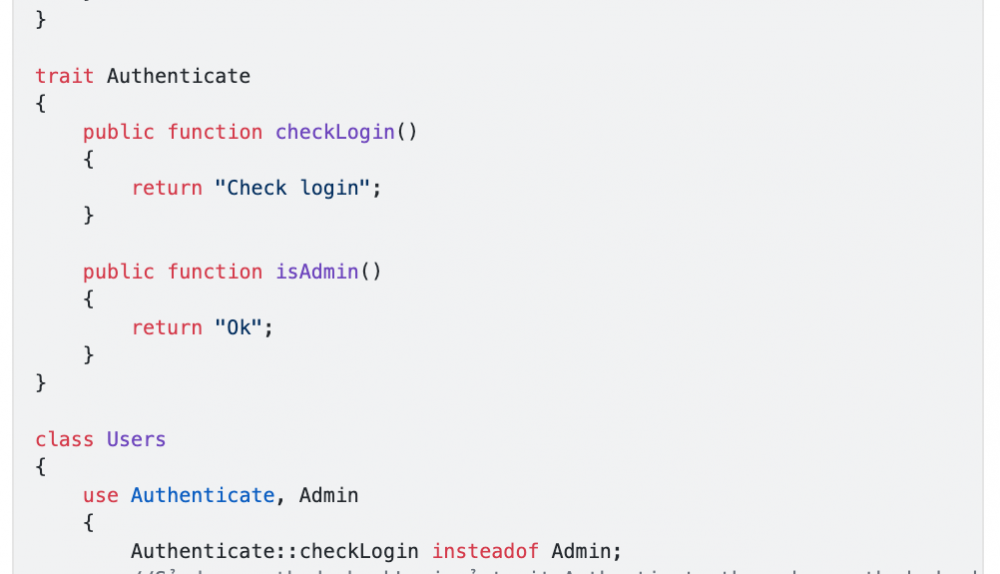 }
trait Authenticate
{
public function checkLogin()
{
return "Check login";
}
public function isAdmin()
{
return "Ok";
}
}
class Users
{
use Authenticate, Admin
{
Authenticate::checkLogin insteadof Admin;